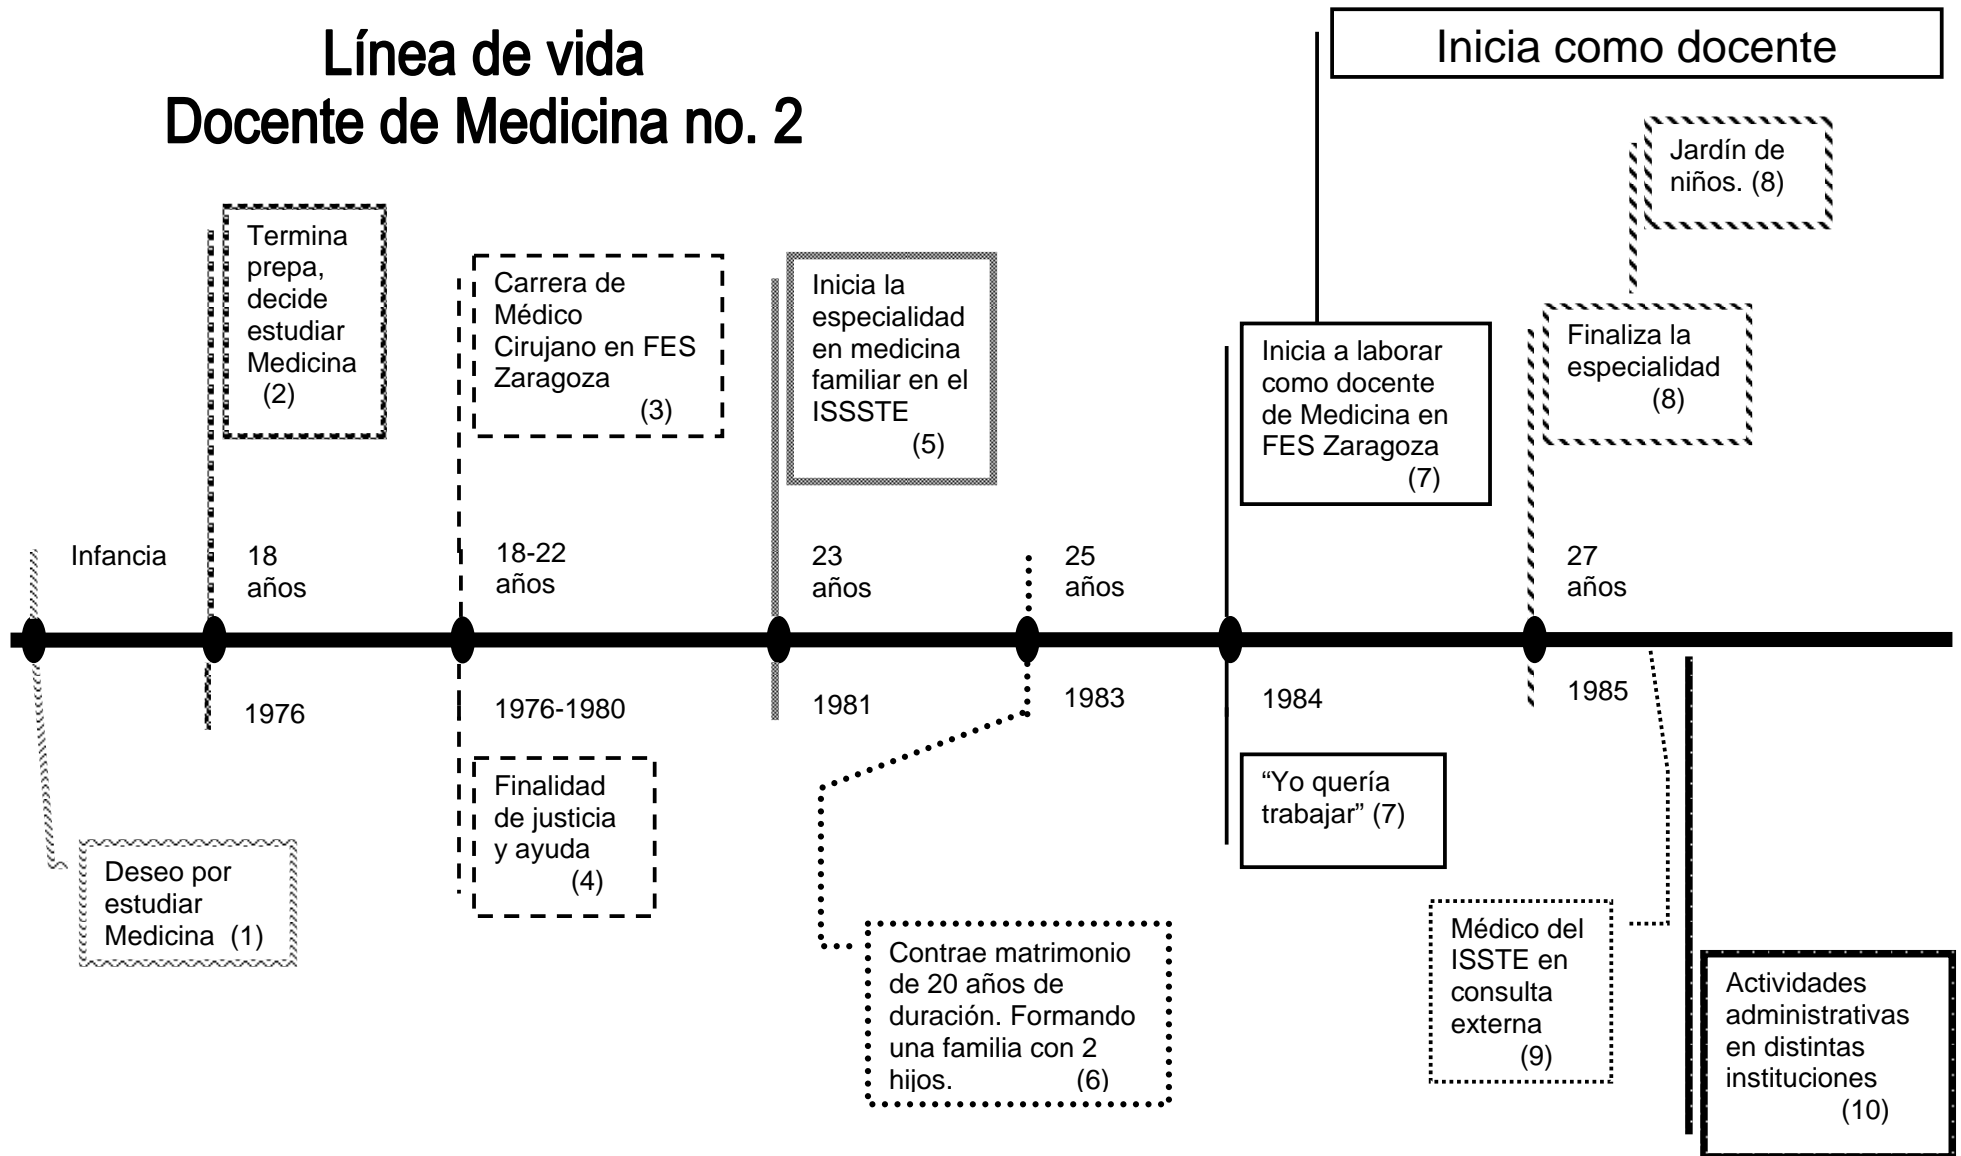 Línea de vida
Docente de Medicina no. 2
Inicia como docente
Jardín de
niños. (8)
Termina
prepa,
decide
estudiar
Medicina
(2)
Carrera de
Médico
Cirujano en FES
Zaragoza
(3)
Inicia la
especialidad
en medicina
familiar en el
ISSSTE
(5)
Inicia a laborar
como docente
de Medicina en
FES Zaragoza
(7)
Finaliza la
especialidad
(8)
Infancia
18
años
18-22
años
23
años
25
años
27
años
1976
1976-1980
1981
1983
1984
1985
Deseo por
estudiar
Medicina (1)
Finalidad
de justicia
y ayuda
(4)
Contrae matrimonio
de 20 años de
duración. Formando
una familia con 2
hijos. (6)
“Yo quería
trabajar” (7)
Médico del
ISSTE en
consulta
externa
(9)
Actividades
administrativas
en distintas
instituciones
(10)